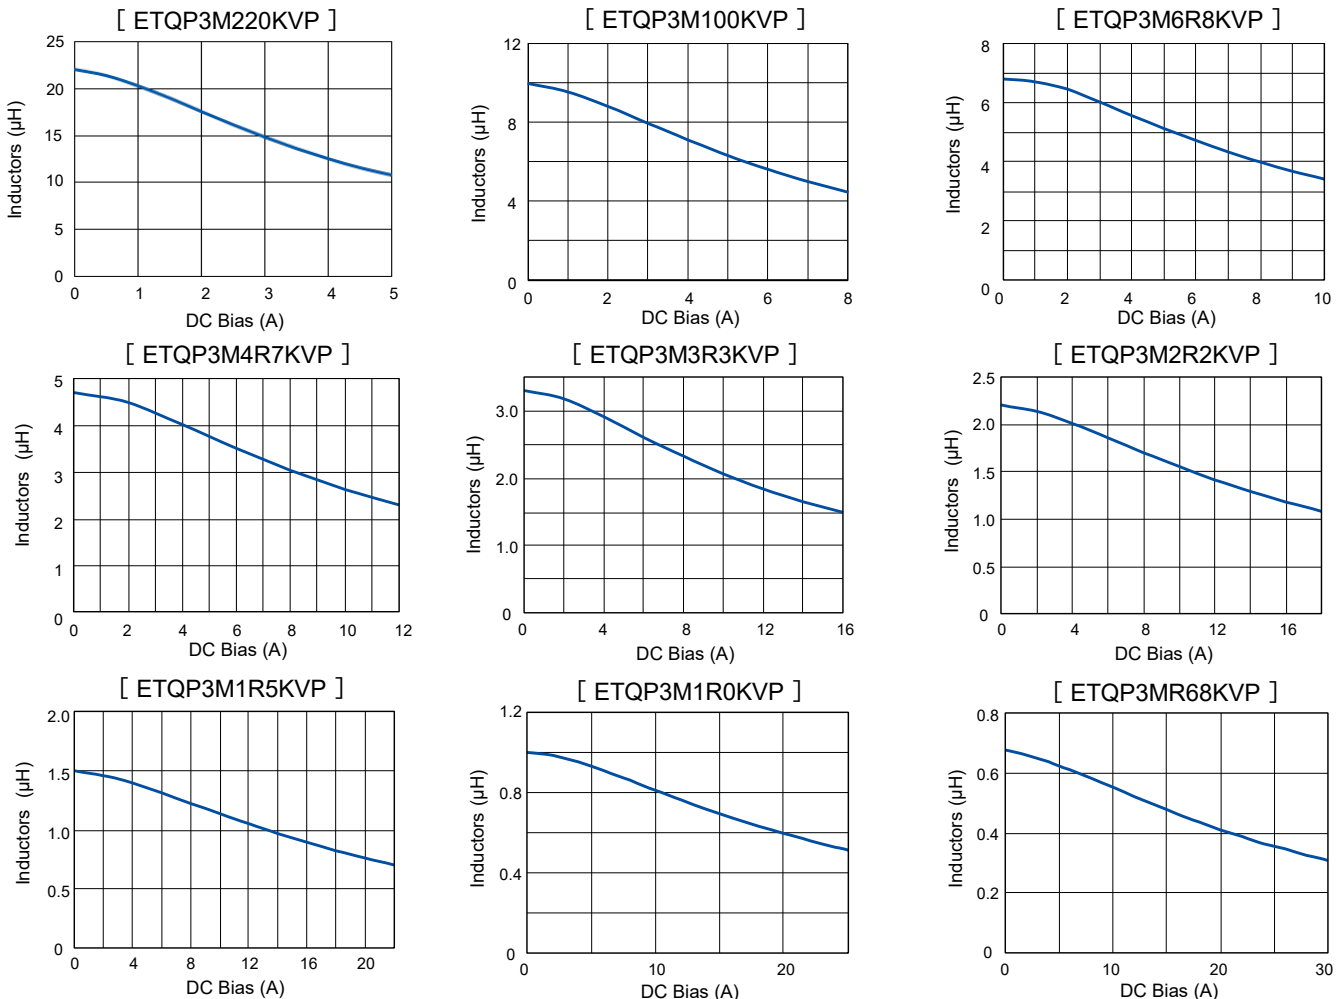 [ ETQP3M220KVP ]
25
20
15
10
5
0
Inductors (μH)
0 1 2 3 4 5
DC Bias (A)
[ ETQP3M100KVP ]
12
8
4
0
Inductors (μH)
0 2 4 6 8
DC Bias (A)
[ ETQP3M6R8KVP ]
8
6
4
2
0
Inductors (μH)
0 2 4 6 8 10
DC Bias (A)
[ ETQP3M4R7KVP ]
5
4
3
2
1
0
Inductors (μH)
0 2 4 6 8 10 12
DC Bias (A)
[ ETQP3M3R3KVP ]
3.0
2.0
1.0
0
Inductors (μH)
0 4 8 12 16
DC Bias (A)
[ ETQP3M2R2KVP ]
2.5
2.0
1.5
1.0
0.5
0
Inductors (μH)
0 4 8 12 16
DC Bias (A)
[ ETQP3M1R5KVP ]
2.0
1.5
1.0
0.5
0
Inductors (μH)
0 4 8 12 16 20
DC Bias (A)
[ ETQP3M1R0KVP ]
1.2
0.8
0.4
0
Inductors (μH)
0 10 20
DC Bias (A)
[ ETQP3MR68KVP ]
0.8
0.6
0.4
0.2
0
Inductors (μH)
0 10 20 30
DC Bias (A)